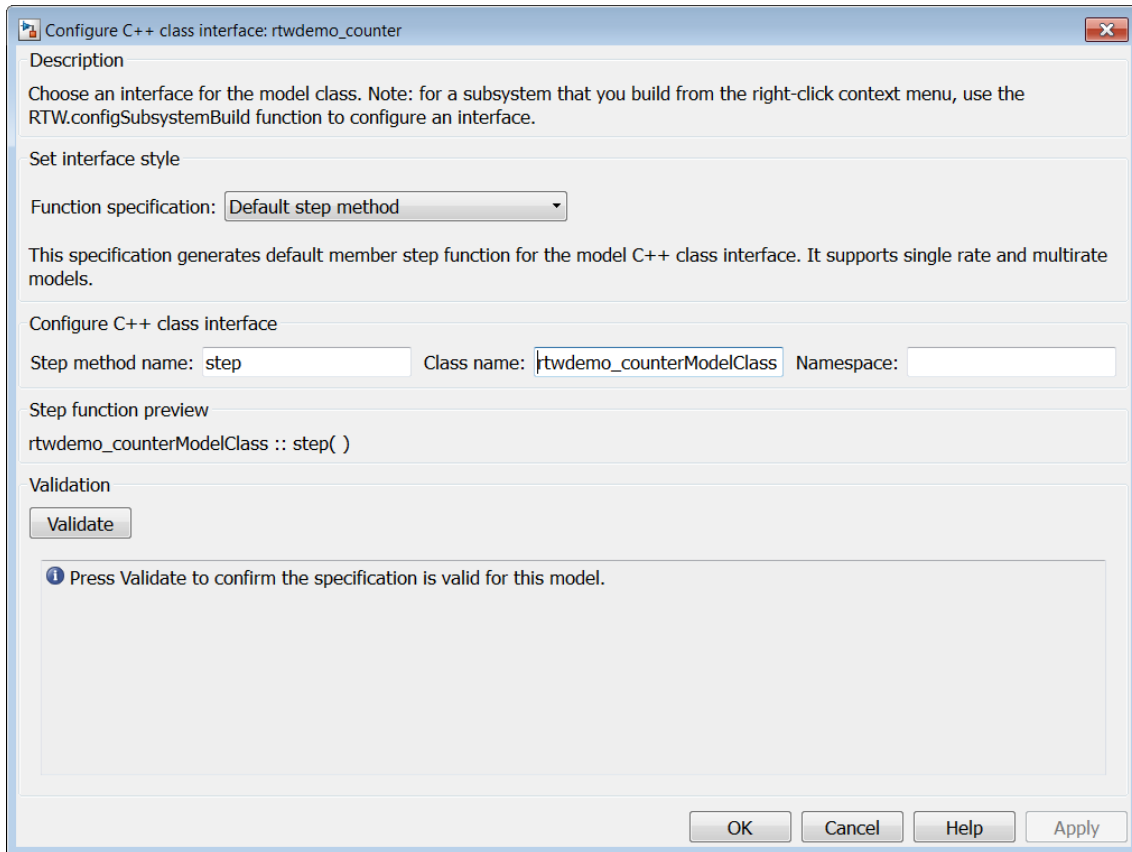 Configure C++ class interface: rtwdemo_counter
Description
Choose an interface for the model class. Note: for a subsystem that you build from the right-click context menu, use the
RTW.configSubsystemBuild function to configure an interface.
Set interface style
Function specification: Default step method
This specification generates default member step function for the model C++ class interface. It supports single rate and multirate
models.
Configure C++ class interface
Step method name: step Class name: rtwdemo_counterModelClass Namespace:
Step function preview
rtwdemo_counterModelClass :: step( )
Validation
Validate
Press Validate to confirm the specification is valid for this model.
OK Cancel Help Apply